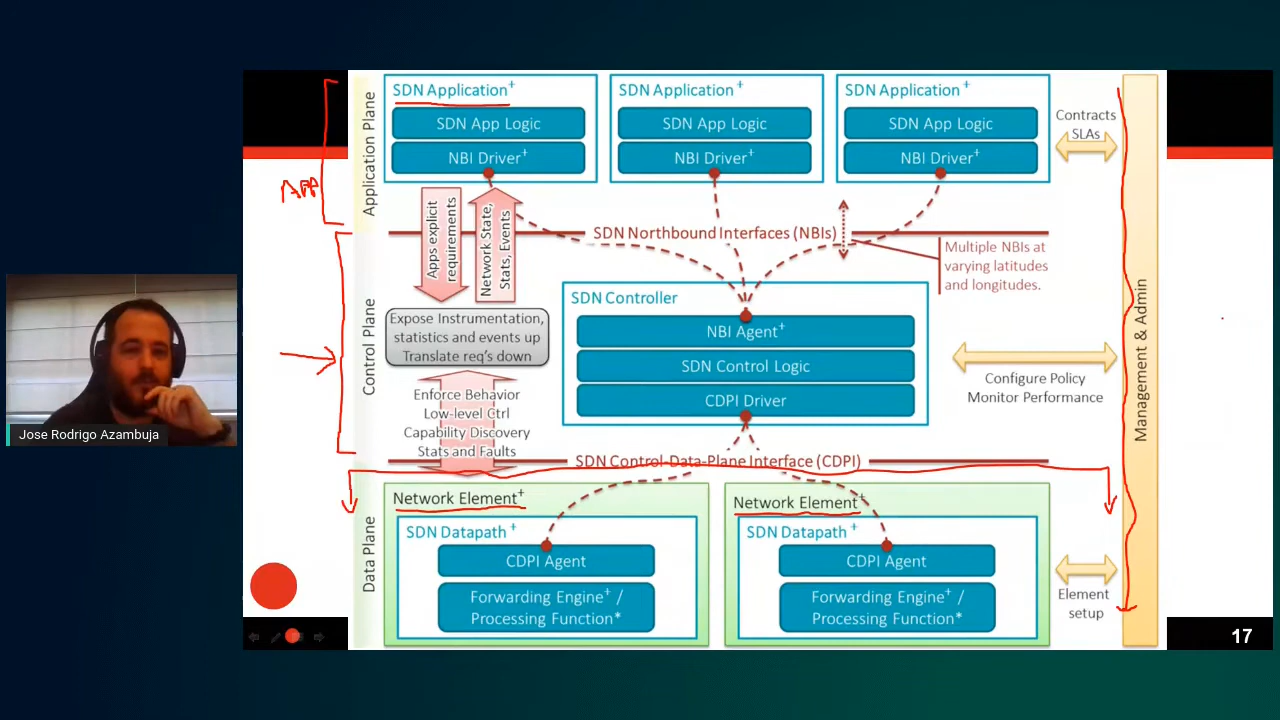 SDN Application+
SDN App Logic
NBI Driver+
SDN Application+
SDN App Logic
NBI Driver+
SDN Application+
SDN App Logic
NBI Driver+
Contracts
SLAs
Application Plane
APP
Apps explicit
requirements
Network State,
Stats, Events
SDN Northbound Interfaces (NBIs)
Multiple NBIs at
varying latitudes
and longitudes.
Management & Admin
Control Plane
SDN Controller
NBI Agent+
SDN Control Logic
CDPI Driver
Expose Instrumentation,
statistics and events up
Translate req's down
Configure Policy
Monitor Performance
Enforce Behavior
Low-level Ctrl
Capability Discovery
Stats and Faults
Jose Rodrigo Azambuja
SDN Control-Data-Plane Interface (CDPI)
Data Plane
Network Element+
SDN Datapath+
CDPI Agent
Forwarding Engine+ /
Processing Function*
Network Element+
SDN Datapath+
CDPI Agent
Forwarding Engine+ /
Processing Function*
Element
setup
17